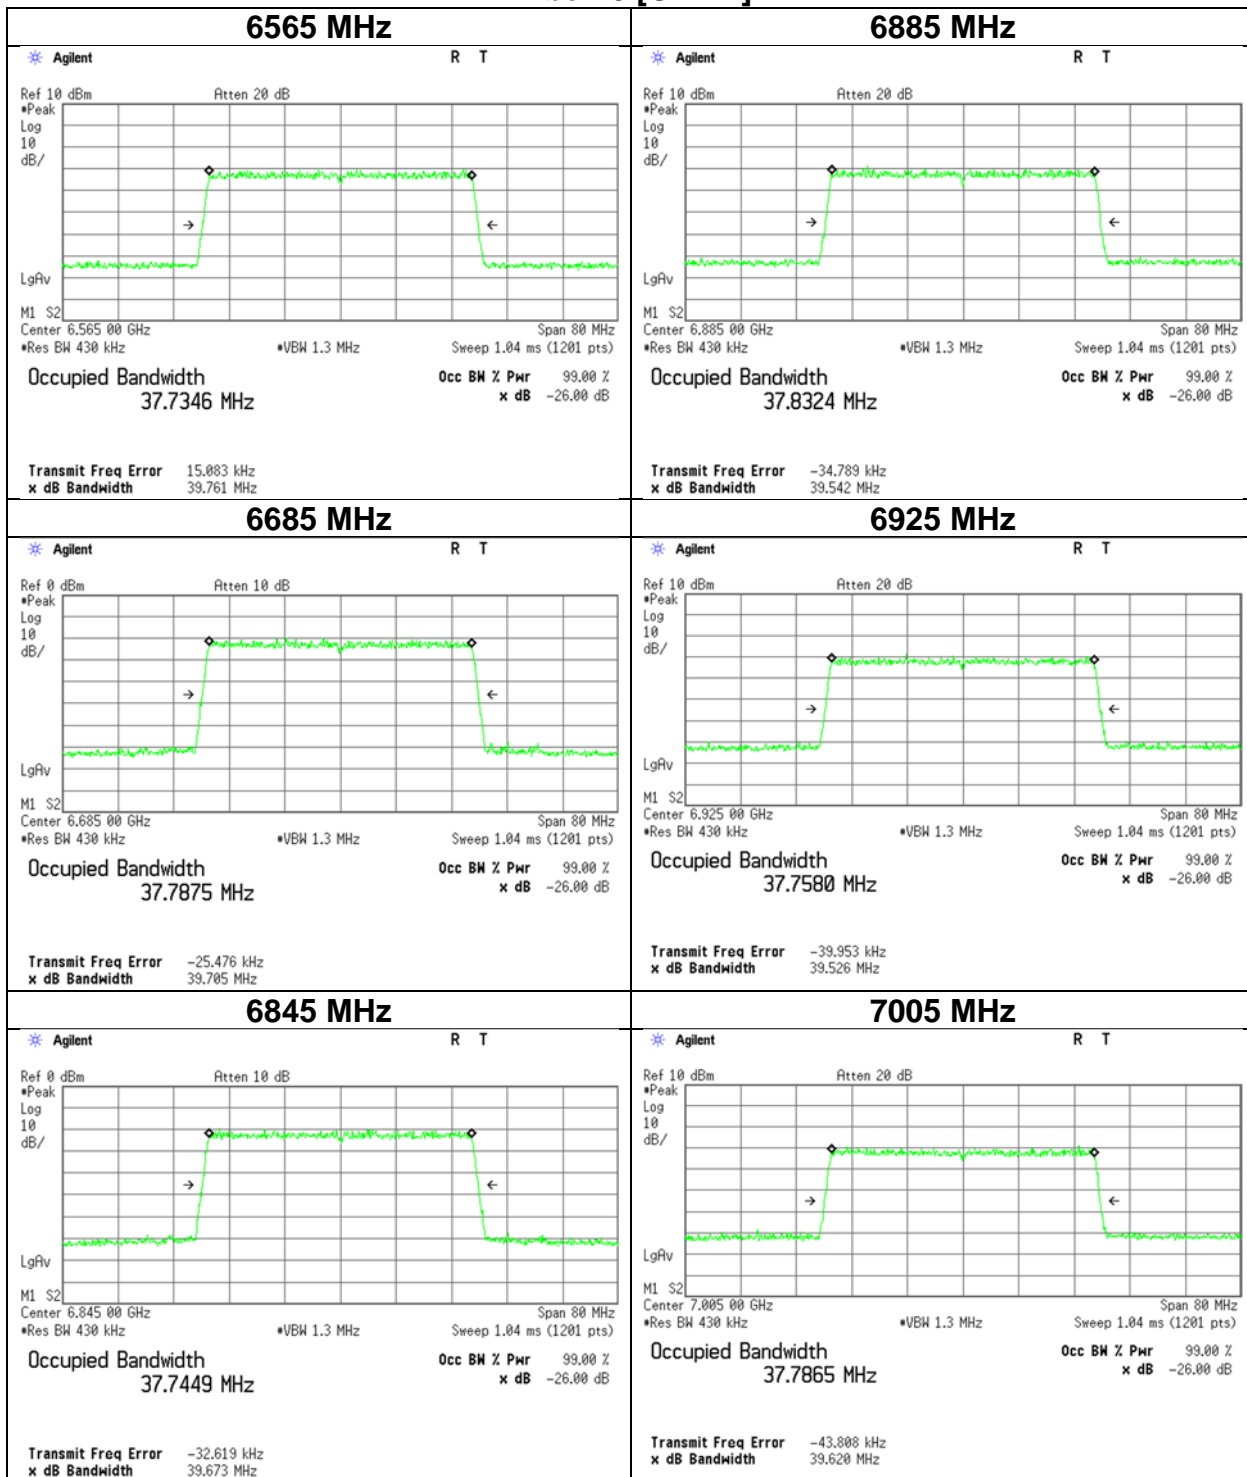 6565 MHz
Agilent R T
Ref 10 dBm Atten 20 dB
#Peak
Log
10
dB/
LgAv
M1 S2
Center 6.565 00 GHz Span 80 MHz
#Res BW 430 kHz #VBW 1.3 MHz Sweep 1.04 ms (1201 pts)
Occupied Bandwidth Occ BW % Pwr 99.00 %
37.7346 MHz x dB -26.00 dB
Transmit Freq Error 15.083 kHz
x dB Bandwidth 39.761 MHz
6885 MHz
Agilent R T
Ref 10 dBm Atten 20 dB
#Peak
Log
10
dB/
LgAv
M1 S2
Center 6.885 00 GHz Span 80 MHz
#Res BW 430 kHz #VBW 1.3 MHz Sweep 1.04 ms (1201 pts)
Occupied Bandwidth Occ BW % Pwr 99.00 %
37.8324 MHz x dB -26.00 dB
Transmit Freq Error -34.789 kHz
x dB Bandwidth 39.542 MHz
6685 MHz
Agilent R T
Ref 0 dBm Atten 10 dB
#Peak
Log
10
dB/
LgAv
M1 S2
Center 6.685 00 GHz Span 80 MHz
#Res BW 430 kHz #VBW 1.3 MHz Sweep 1.04 ms (1201 pts)
Occupied Bandwidth Occ BW % Pwr 99.00 %
37.7875 MHz x dB -26.00 dB
Transmit Freq Error -25.476 kHz
x dB Bandwidth 39.705 MHz
6925 MHz
Agilent R T
Ref 10 dBm Atten 20 dB
#Peak
Log
10
dB/
LgAv
M1 S2
Center 6.925 00 GHz Span 80 MHz
#Res BW 430 kHz #VBW 1.3 MHz Sweep 1.04 ms (1201 pts)
Occupied Bandwidth Occ BW % Pwr 99.00 %
37.7580 MHz x dB -26.00 dB
Transmit Freq Error -39.953 kHz
x dB Bandwidth 39.526 MHz
6845 MHz
Agilent R T
Ref 0 dBm Atten 10 dB
#Peak
Log
10
dB/
LgAv
M1 S2
Center 6.845 00 GHz Span 80 MHz
#Res BW 430 kHz #VBW 1.3 MHz Sweep 1.04 ms (1201 pts)
Occupied Bandwidth Occ BW % Pwr 99.00 %
37.7449 MHz x dB -26.00 dB
Transmit Freq Error -32.619 kHz
x dB Bandwidth 39.673 MHz
7005 MHz
Agilent R T
Ref 10 dBm Atten 20 dB
#Peak
Log
10
dB/
LgAv
M1 S2
Center 7.005 00 GHz Span 80 MHz
#Res BW 430 kHz #VBW 1.3 MHz Sweep 1.04 ms (1201 pts)
Occupied Bandwidth Occ BW % Pwr 99.00 %
37.7865 MHz x dB -26.00 dB
Transmit Freq Error -43.808 kHz
x dB Bandwidth 39.620 MHz